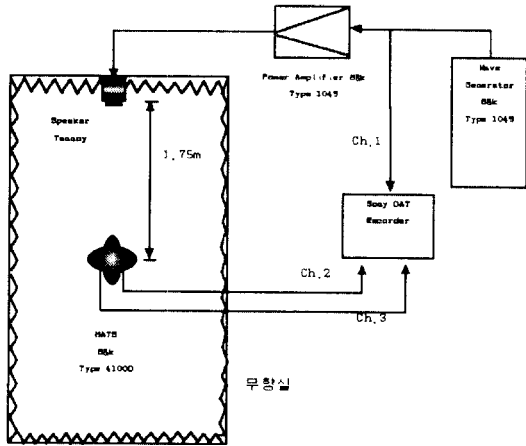 Power Amplifier B&k
Type 1049
Wave
Generator
B&k
Type 1049
Speaker
Tannoy
1.75m
Ch.1
Sony DAT
Recorder
Ch.2
Ch.3
HATS
B&k
Type 4100D
무향실